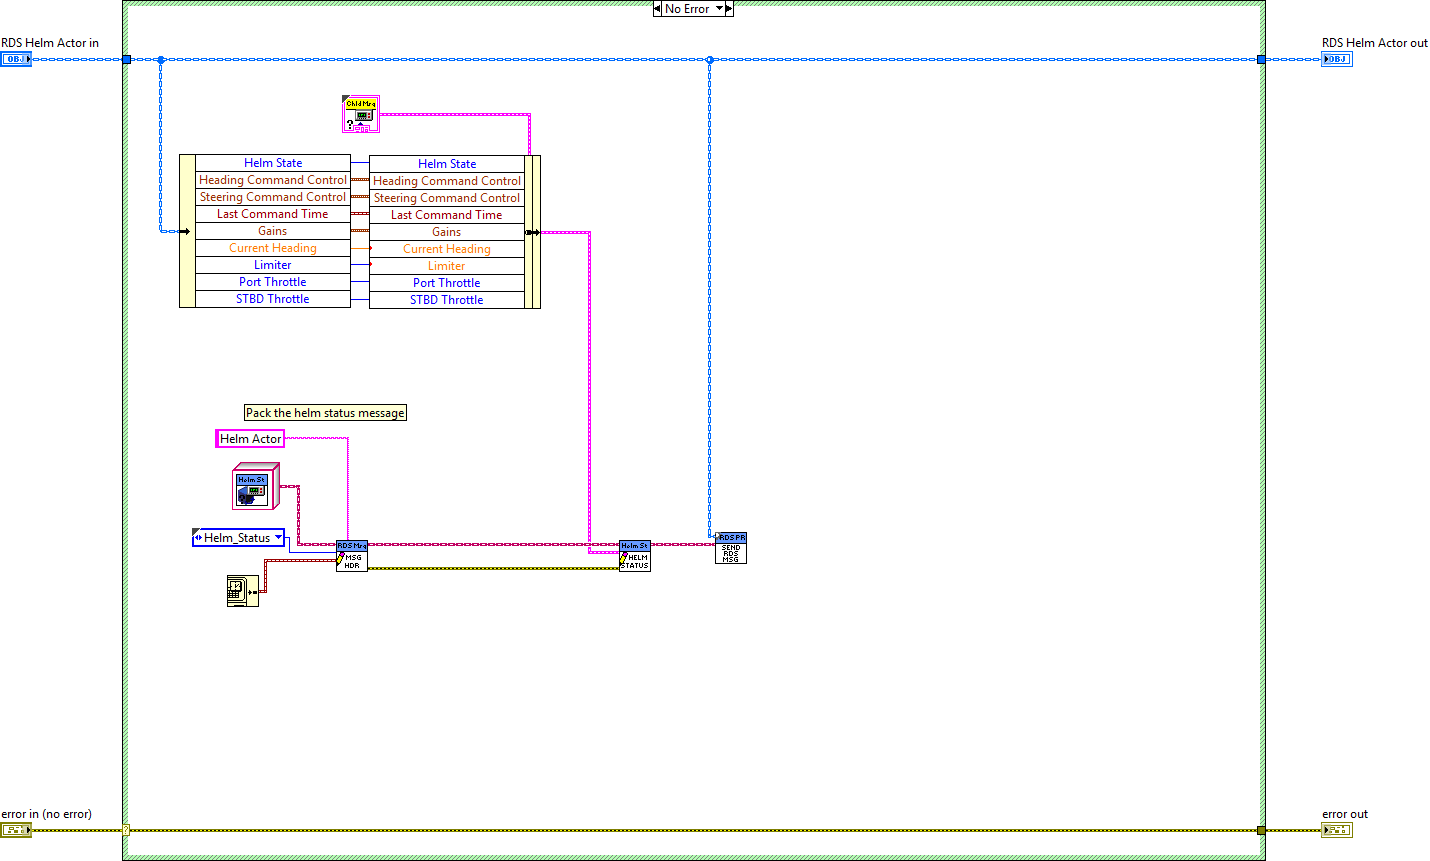 No Error
RDS Helm Actor in
RDS Helm Actor out
OBJ
OBJ
Child Msg
?
Helm State
Helm State
Heading Command Control
Heading Command Control
Steering Command Control
Steering Command Control
Last Command Time
Last Command Time
Gains
Gains
Current Heading
Current Heading
Limiter
Limiter
Port Throttle
Port Throttle
STBD Throttle
STBD Throttle
Pack the helm status message
Helm Actor
Helm St
Helm_Status
RDS Msg
MSG
HDR
Helm St
HELM
STATUS
RDS PR
SEND
RDS
MSG
error in (no error)
error out
?